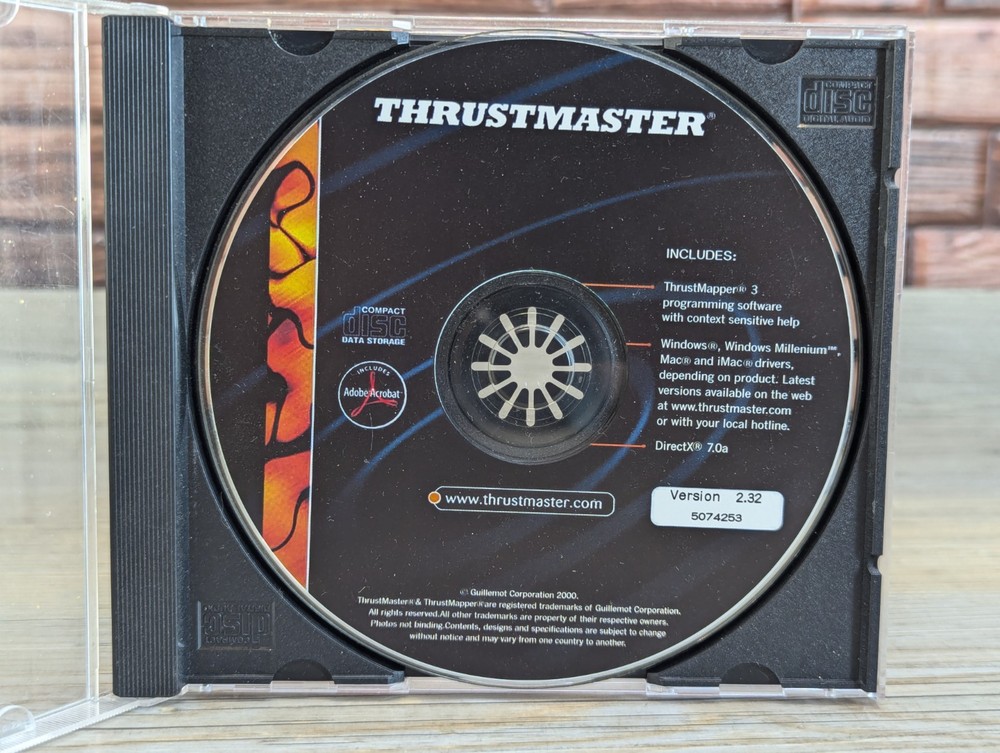 THRUSTMASTER®
COMPACT
disc
DIGITAL AUDIO
INCLUDES:
ThrustMapper® 3
programming software
with context sensitive help
Windows®, Windows Millenium℠,
Mac® and iMac® drivers,
depending on product. Latest
versions available on the web
at www.thrustmaster.com
or with your local hotline.
DirectX® 7.0a
COMPACT
disc
DATA STORAGE
INCLUDES
Adobe Acrobat
www.thrustmaster.com
Version 2.32
5074253
© Guillemot Corporation 2000.
ThrustMaster® & ThrustMapper® are registered trademarks of Guillemot Corporation.
All rights reserved. All other trademarks are property of their respective owners.
Photos not binding. Contents, designs and specifications are subject to change
without notice and may vary from one country to another.